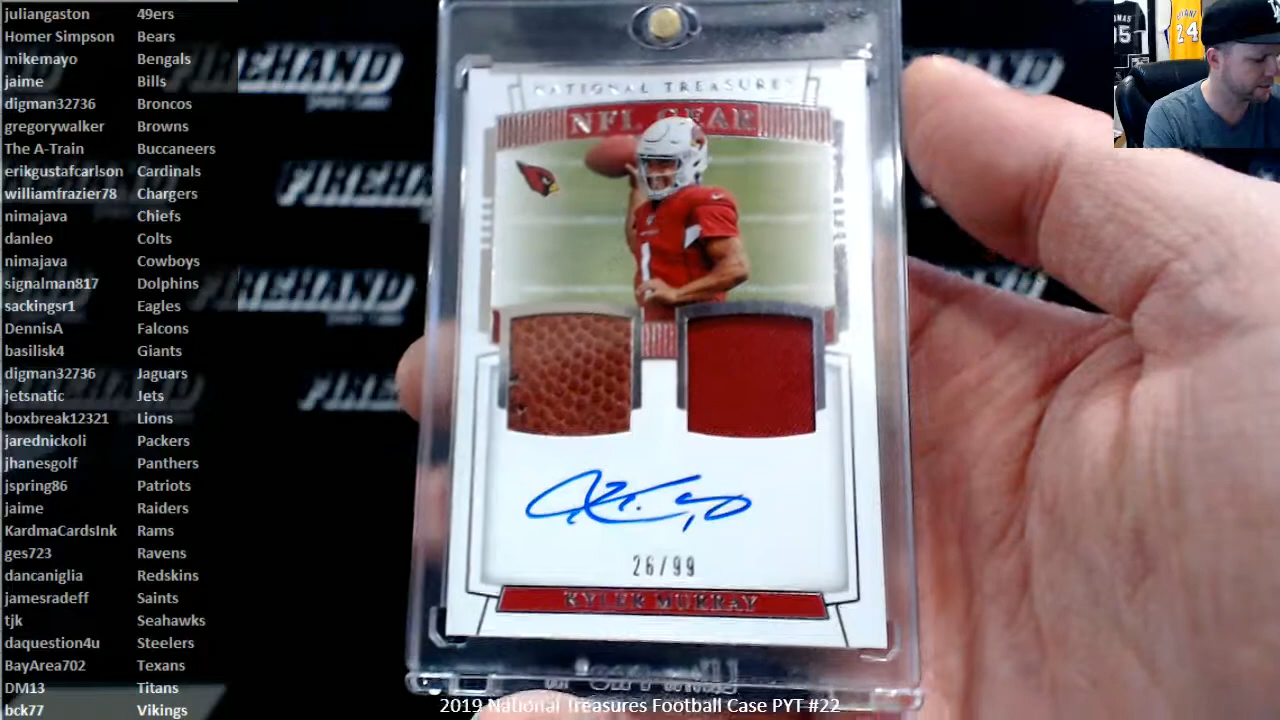 juliangaston 49ers
Homer Simpson Bears
mikemayo Bengals
jaime Bills
digman32736 Broncos
gregorywalker Browns
The A-Train Buccaneers
erikgustafcarlson Cardinals
williamfrazier78 Chargers
nimajava Chiefs
danleo Colts
nimajava Cowboys
signalman817 Dolphins
sackingsr1 Eagles
DennisA Falcons
basilisk4 Giants
digman32736 Jaguars
jetsnatic Jets
boxbreak12321 Lions
jarednickoli Packers
jhanesgolf Panthers
jspring86 Patriots
jaime Raiders
KardmaCardsInk Rams
ges723 Ravens
dancaniglia Redskins
jamesradeff Saints
tjk Seahawks
daquestion4u Steelers
BayArea702 Texans
DM13 Titans
bck77 Vikings
FIREHAND
FIREHAND
NATIONAL TREASURES
NFL GEAR
1
26/99
KYLER MURRAY
24
2019 National Treasures Football Case PYT #22